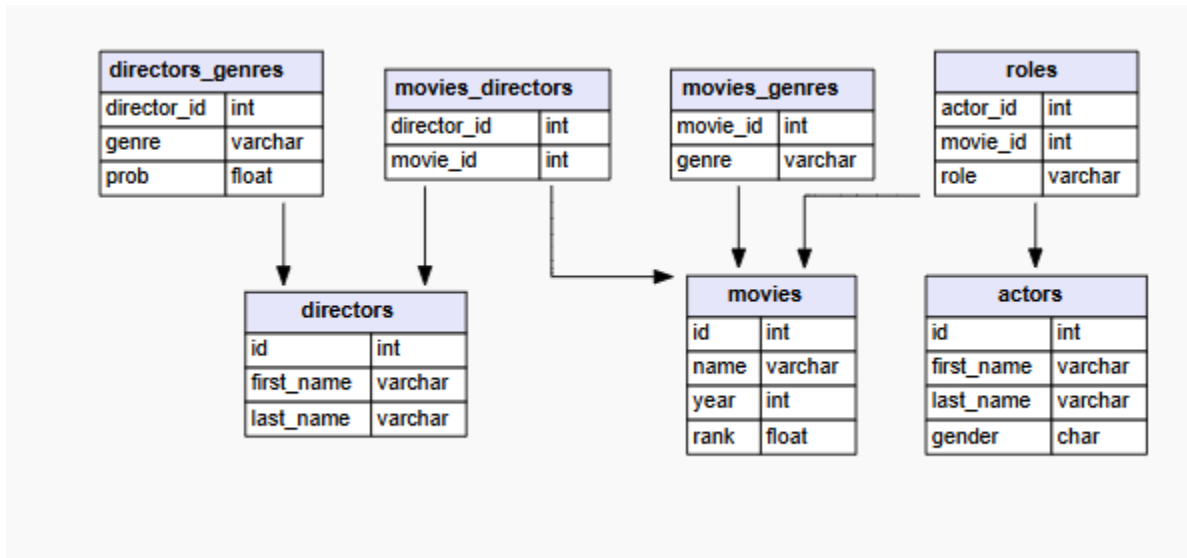 directors_genres
director_id int
genre varchar
prob float
movies_directors
director_id int
movie_id int
movies_genres
movie_id int
genre varchar
roles
actor_id int
movie_id int
role varchar
directors
id int
first_name varchar
last_name varchar
movies
id int
name varchar
year int
rank float
actors
id int
first_name varchar
last_name varchar
gender char